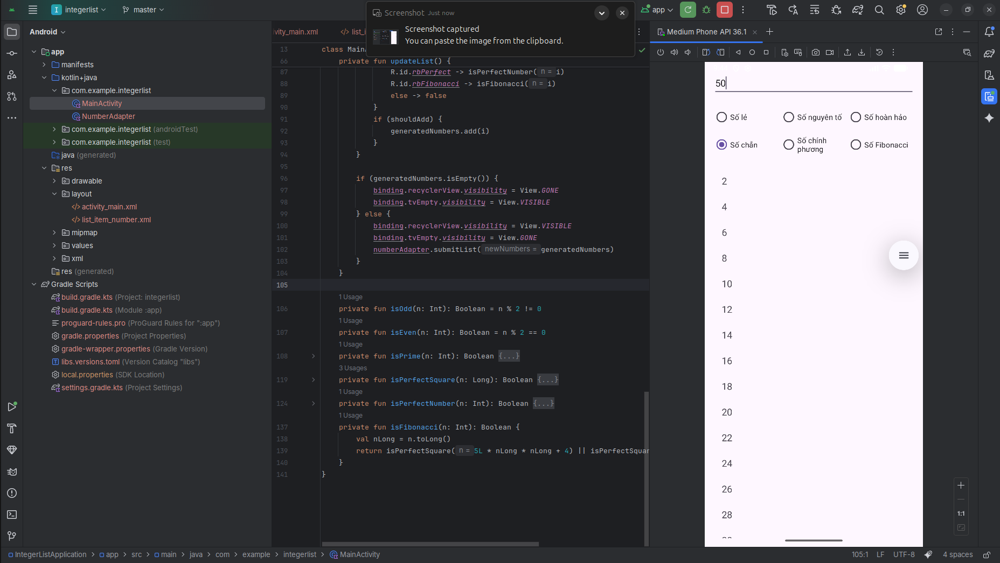 integerlist
master
app
Screenshot Just now
Screenshot captured
You can paste the image from the clipboard.
Android
app
manifests
kotlin+java
com.example.integerlist
MainActivity
NumberAdapter
com.example.integerlist (androidTest)
com.example.integerlist (test)
java (generated)
res
drawable
layout
activity_main.xml
list_item_number.xml
mipmap
values
xml
res (generated)
Gradle Scripts
build.gradle.kts (Project: integerlist)
build.gradle.kts (Module :app)
proguard-rules.pro (ProGuard Rules for ":app")
gradle.properties (Project Properties)
gradle-wrapper.properties (Gradle Version)
libs.versions.toml (Version Catalog "libs")
local.properties (SDK Location)
settings.gradle.kts (Project Settings)
ivity_main.xml
13 class Main
66 private fun updateList() {
87 R.id.rbPerfect -> isPerfectNumber( n = i)
88 R.id.rbFibonacci -> isFibonacci( n = i)
89 else -> false
90 }
91 if (shouldAdd) {
92 generatedNumbers.add(i)
93 }
94 }
95
96 if (generatedNumbers.isEmpty()) {
97 binding.recyclerView.visibility = View.GONE
98 binding.tvEmpty.visibility = View.VISIBLE
99 } else {
100 binding.recyclerView.visibility = View.VISIBLE
101 binding.tvEmpty.visibility = View.GONE
102 numberAdapter.submitList( newNumbers = generatedNumbers)
103 }
104 }
105
1 Usage
106 private fun isOdd(n: Int): Boolean = n % 2 != 0
1 Usage
107 private fun isEven(n: Int): Boolean = n % 2 == 0
1 Usage
108 private fun isPrime(n: Int): Boolean {...}
3 Usages
119 private fun isPerfectSquare(n: Long): Boolean {...}
1 Usage
124 private fun isPerfectNumber(n: Int): Boolean {...}
1 Usage
137 private fun isFibonacci(n: Int): Boolean {
138 val nLong = n.toLong()
139 return isPerfectSquare( n = 5L * nLong * nLong + 4) || isPerfectSquar
140 }
141 }
Medium Phone API 36.1
50
Số lẻ
Số nguyên tố
Số hoàn hảo
Số chẵn
Số chính
phương
Số Fibonacci
2
4
6
8
10
12
14
16
18
20
22
24
26
28
1:1
IntegerListApplication > app > src > main > java > com > example > integerlist > MainActivity
105:1 LF UTF-8 4 spaces